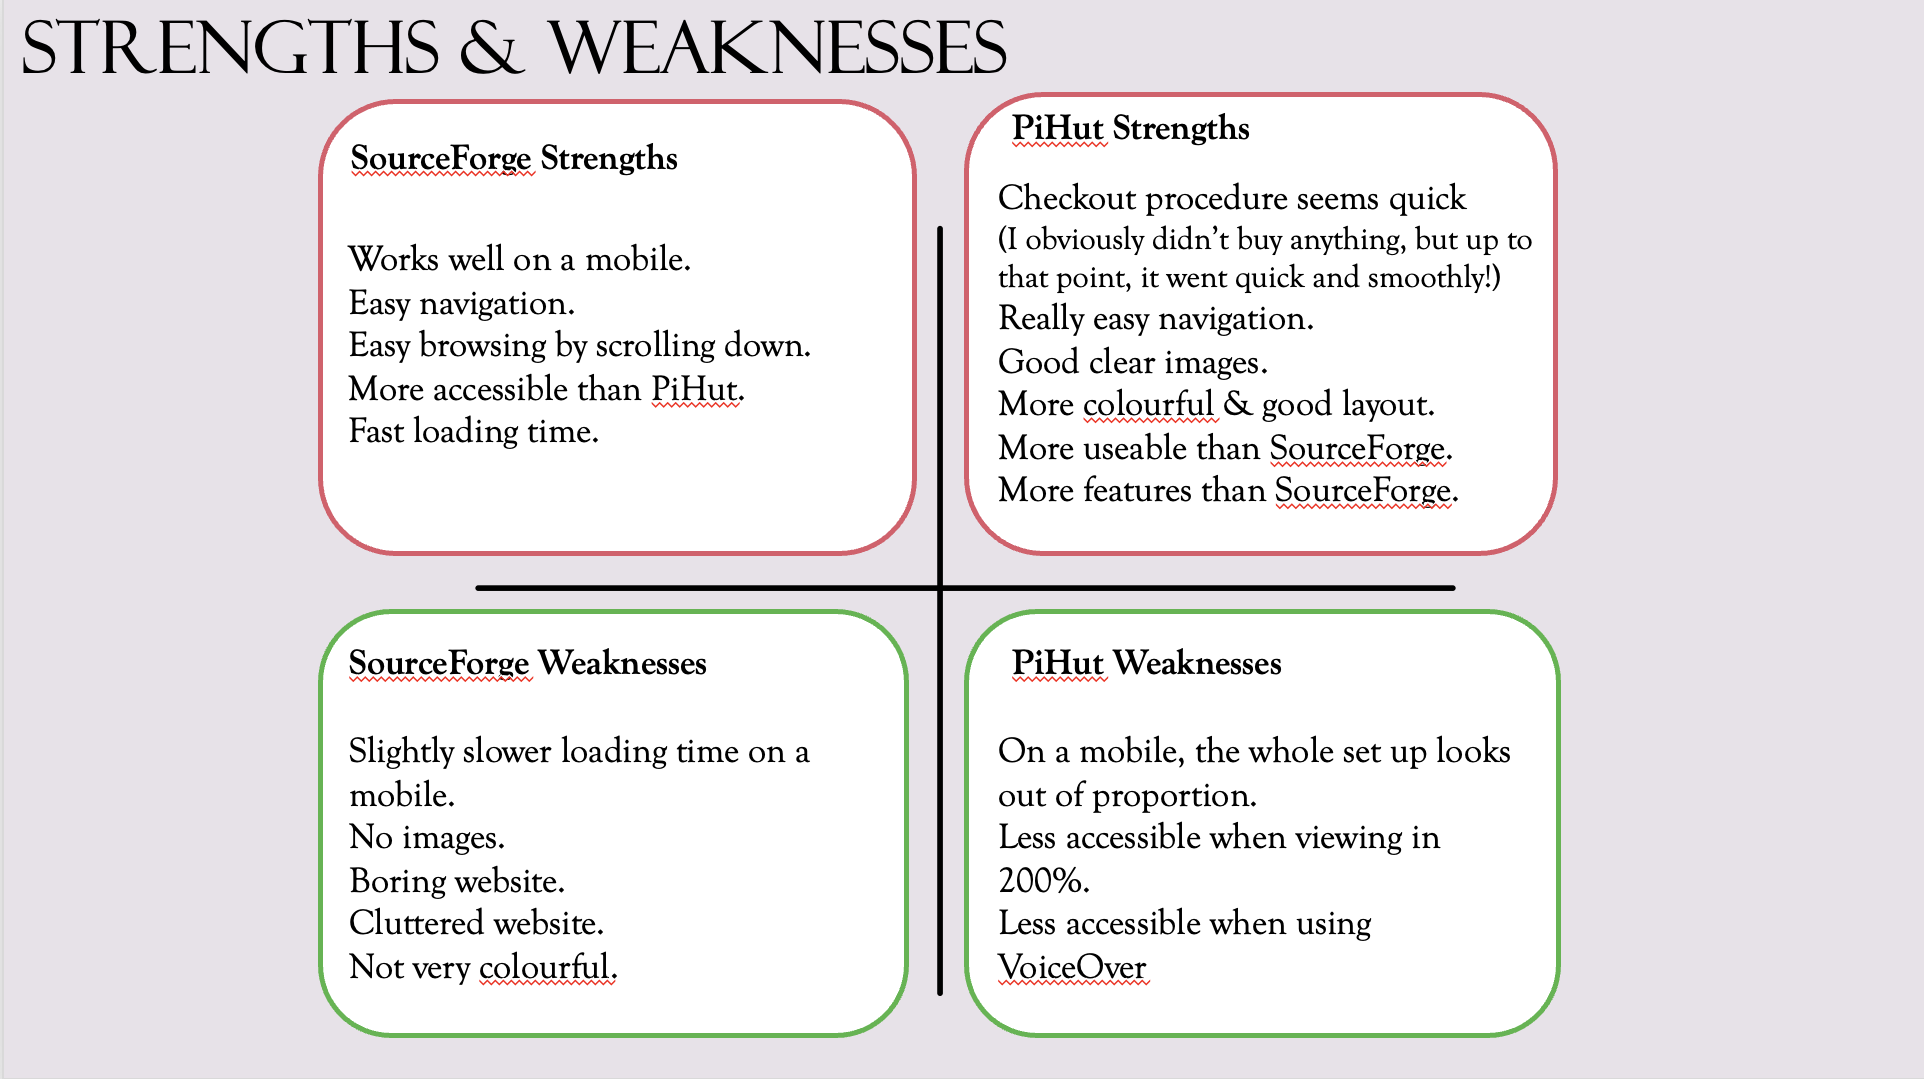 STRENGTHS & WEAKNESSES
SourceForge Strengths
Works well on a mobile.
Easy navigation.
Easy browsing by scrolling down.
More accessible than PiHut.
Fast loading time.
PiHut Strengths
Checkout procedure seems quick
(I obviously didn't buy anything, but up to
that point, it went quick and smoothly!)
Really easy navigation.
Good clear images.
More colourful & good layout.
More useable than SourceForge.
More features than SourceForge.
SourceForge Weaknesses
Slightly slower loading time on a
mobile.
No images.
Boring website.
Cluttered website.
Not very colourful.
PiHut Weaknesses
On a mobile, the whole set up looks
out of proportion.
Less accessible when viewing in
200%.
Less accessible when using
VoiceOver